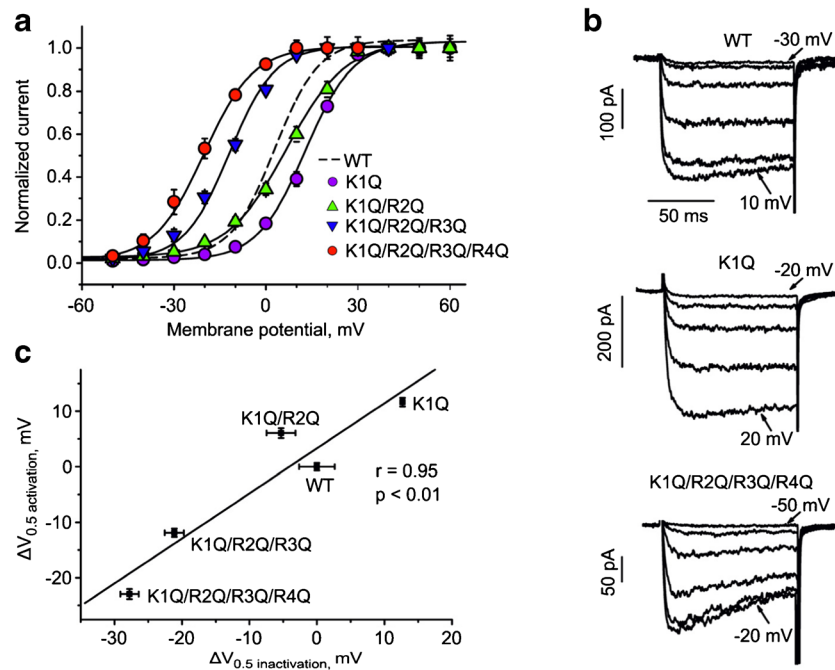 a
Normalized current
1.0
0.8
0.6
0.4
0.2
0.0
-60
-30
0
30
60
Membrane potential, mV
WT
K1Q
K1Q/R2Q
K1Q/R2Q/R3Q
K1Q/R2Q/R3Q/R4Q
b
WT
-30 mV
100 pA
10 mV
50 ms
K1Q
-20 mV
200 pA
20 mV
K1Q/R2Q/R3Q/R4Q
-50 mV
50 pA
-20 mV
c
ΔV0.5 activation, mV
10
0
-10
-20
K1Q/R2Q
K1Q
WT
r = 0.95
p < 0.01
K1Q/R2Q/R3Q
K1Q/R2Q/R3Q/R4Q
-30
-20
-10
0
10
20
ΔV0.5 inactivation, mV